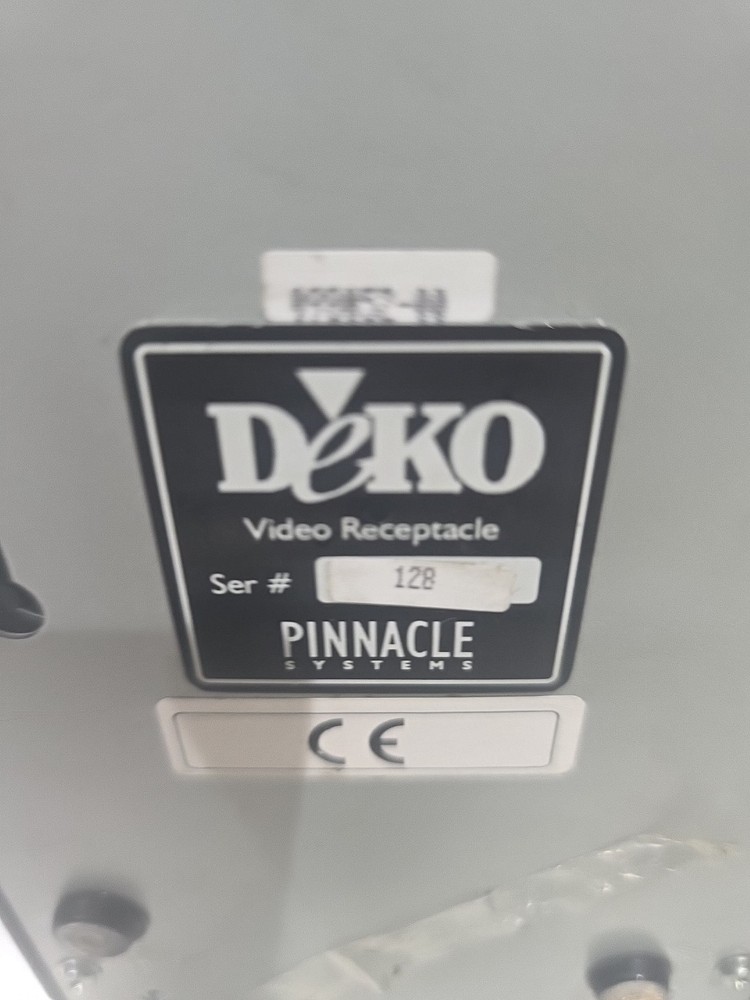 DeKO
Video Receptacle
Ser # 128
PINNACLE
SYSTEMS
CE